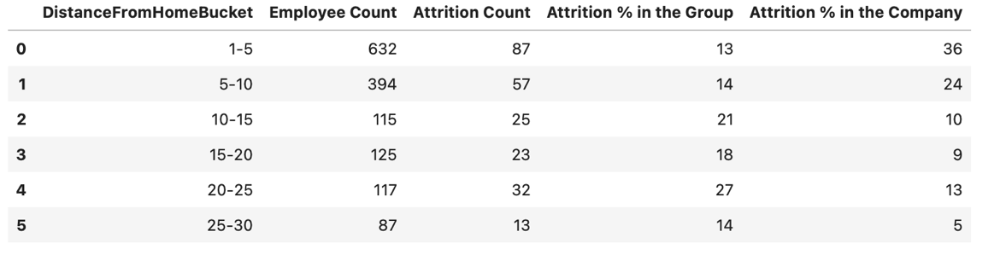 DistanceFromHomeBucket Employee Count Attrition Count Attrition % in the Group Attrition % in the Company
0 1-5 632 87 13 36
1 5-10 394 57 14 24
2 10-15 115 25 21 10
3 15-20 125 23 18 9
4 20-25 117 32 27 13
5 25-30 87 13 14 5